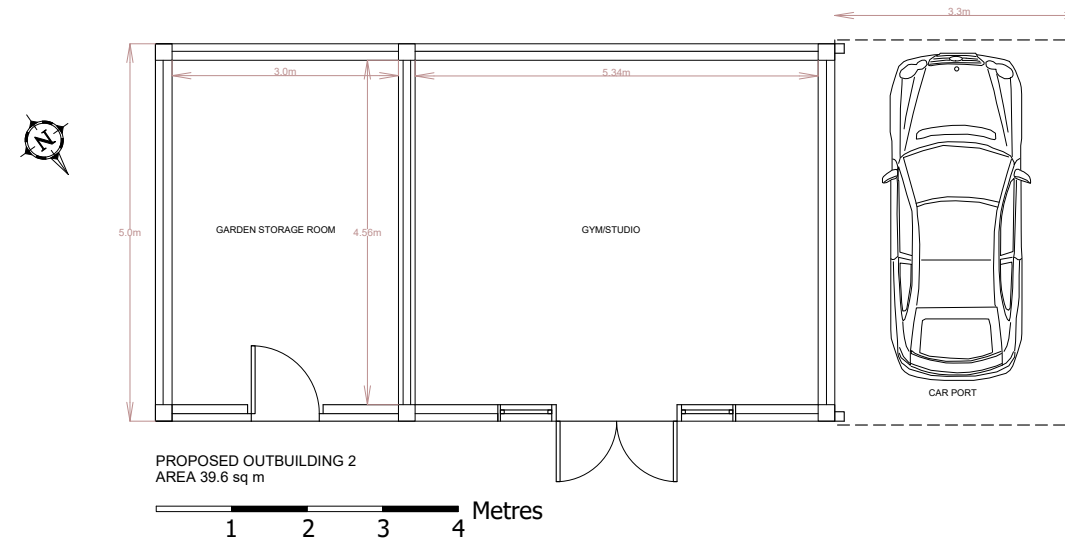 3.3m
3.0m
5.34m
N
5.0m
GARDEN STORAGE ROOM
4.56m
GYM/STUDIO
CAR PORT
PROPOSED OUTBUILDING 2
AREA 39.6 sq m
Metres
1 2 3 4